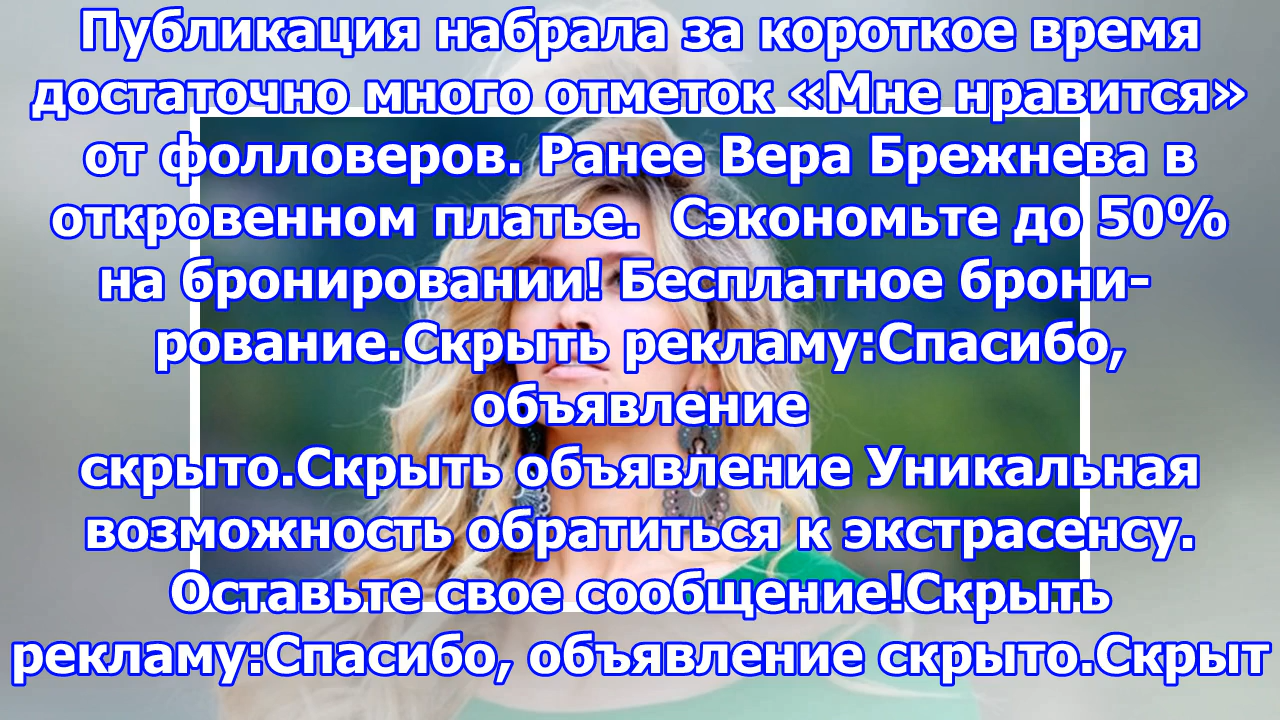 Публикация набрала за короткое время
достаточно много отметок «Мне нравится»
от фолловеров. Ранее Вера Брежнева в
откровенном платье.  Сэкономьте до 50%
на бронировании! Бесплатное брони-
рование.Скрыть рекламу:Спасибо,
объявление
скрыто.Скрыть объявление Уникальная
возможность обратиться к экстрасенсу.
Оставьте свое сообщение!Скрыть
рекламу:Спасибо, объявление скрыто.Скрыт